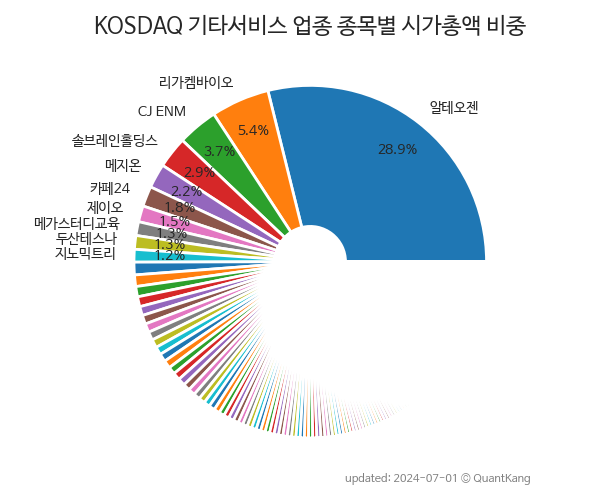 KOSDAQ 기타서비스 업종 종목별 시가총액 비중
리가켐바이오
알테오젠
CJ ENM
5.4%
28.9%
솔브레인홀딩스
3.7%
메지온
2.9%
카페24
2.2%
제이오
1.8%
메가스터디교육
1.5%
두산테스나
1.3%
1.3%
지노믹트리
1.2%
updated: 2024-07-01 © QuantKang